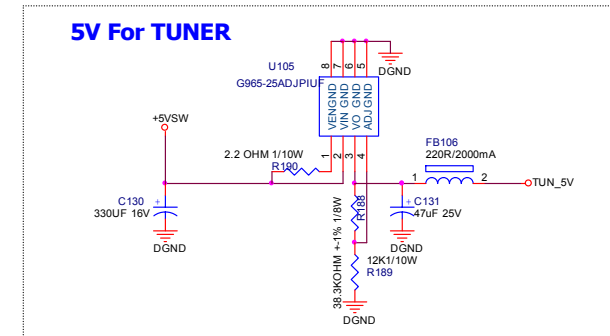 5V For TUNER
U105
G965-25ADJPIUF
8
7
6
5
DGND
VEN GND
VIN GND
VO GND
ADJ GND
+5VSW
2.2 OHM 1/10W
R190
1
2
3
4
FB106
220R/2000mA
1
2
TUN_5V
C130
330UF 16V
+
DGND
38.3KOHM +-1% 1/8W
R188
+
C131
47uF 25V
DGND
12K1/10W
R189
DGND